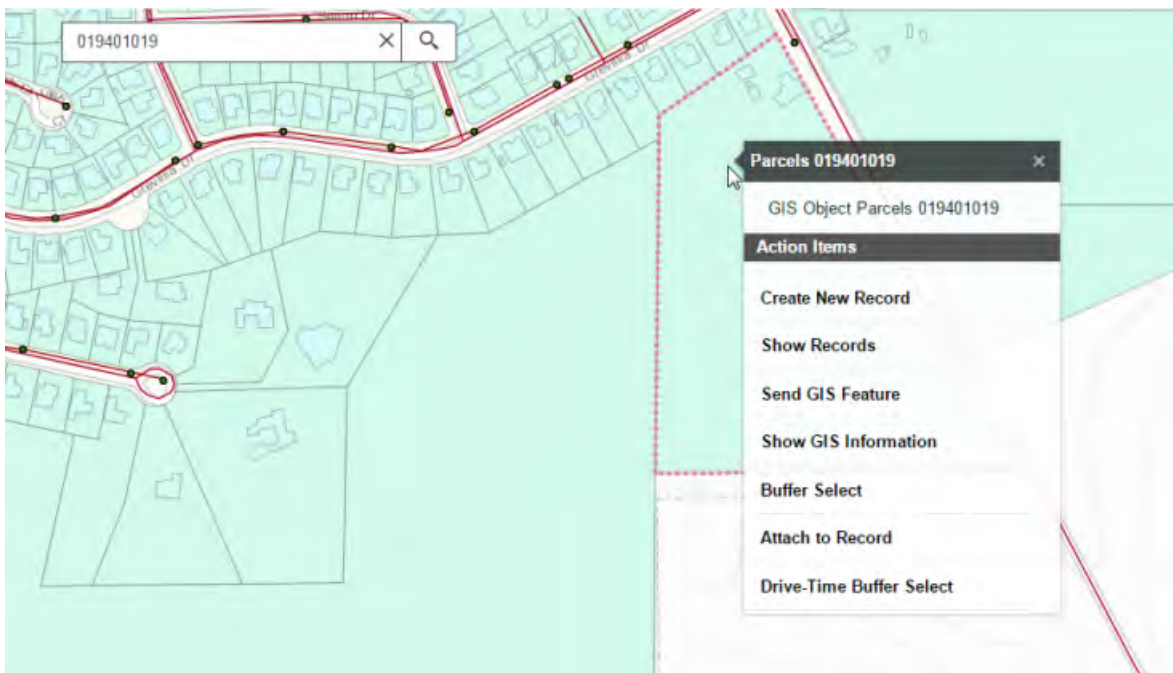 019401019
Parcels 019401019
GIS Object Parcels 019401019
Action Items
Create New Record
Show Records
Send GIS Feature
Show GIS Information
Buffer Select
Attach to Record
Drive-Time Buffer Select